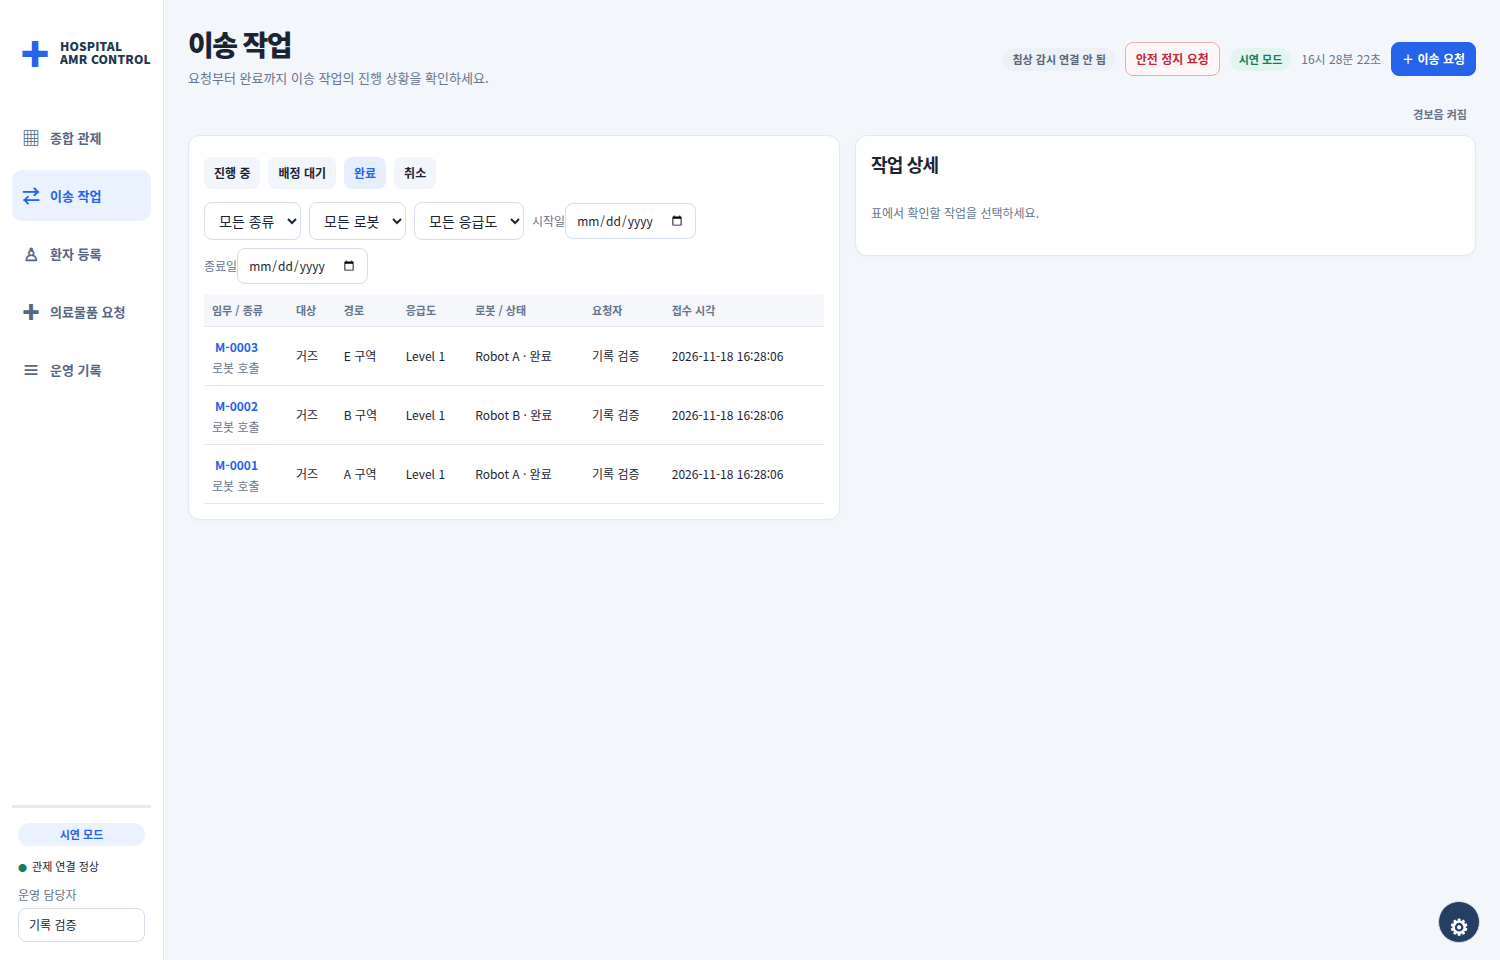 HOSPITAL
AMR CONTROL
종합 관제
이송 작업
환자 등록
의료물품 요청
운영 기록
시연 모드
관제 연결 정상
운영 담당자
기록 검증
이송 작업
요청부터 완료까지 이송 작업의 진행 상황을 확인하세요.
침상 감시 연결 안 됨
안전 정지 요청
시연 모드
16시 28분 22초
+ 이송 요청
경보음 켜짐
진행 중 배정 대기 완료 취소
모든 종류 모든 로봇 모든 응급도 시작일 mm/dd/yyyy
종료일 mm/dd/yyyy
임무 / 종류 대상 경로 응급도 로봇 / 상태 요청자 접수 시각
M-0003
로봇 호출 거즈 E 구역 Level 1 Robot A · 완료 기록 검증 2026-11-18 16:28:06
M-0002
로봇 호출 거즈 B 구역 Level 1 Robot B · 완료 기록 검증 2026-11-18 16:28:06
M-0001
로봇 호출 거즈 A 구역 Level 1 Robot A · 완료 기록 검증 2026-11-18 16:28:06
작업 상세
표에서 확인할 작업을 선택하세요.